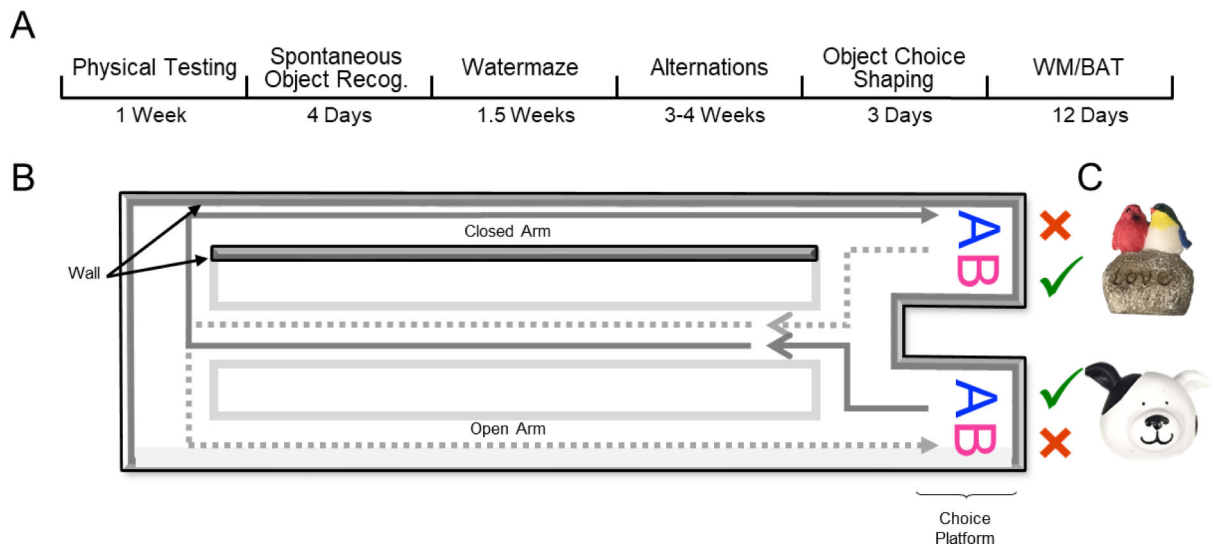 A
Physical Testing
Spontaneous
Object Recog.
Watermaze
Alternations
Object Choice
Shaping
WM/BAT
1 Week
4 Days
1.5 Weeks
3-4 Weeks
3 Days
12 Days
B
C
Wall
Closed Arm
A
B
LOVE
Open Arm
A
B
Choice
Platform